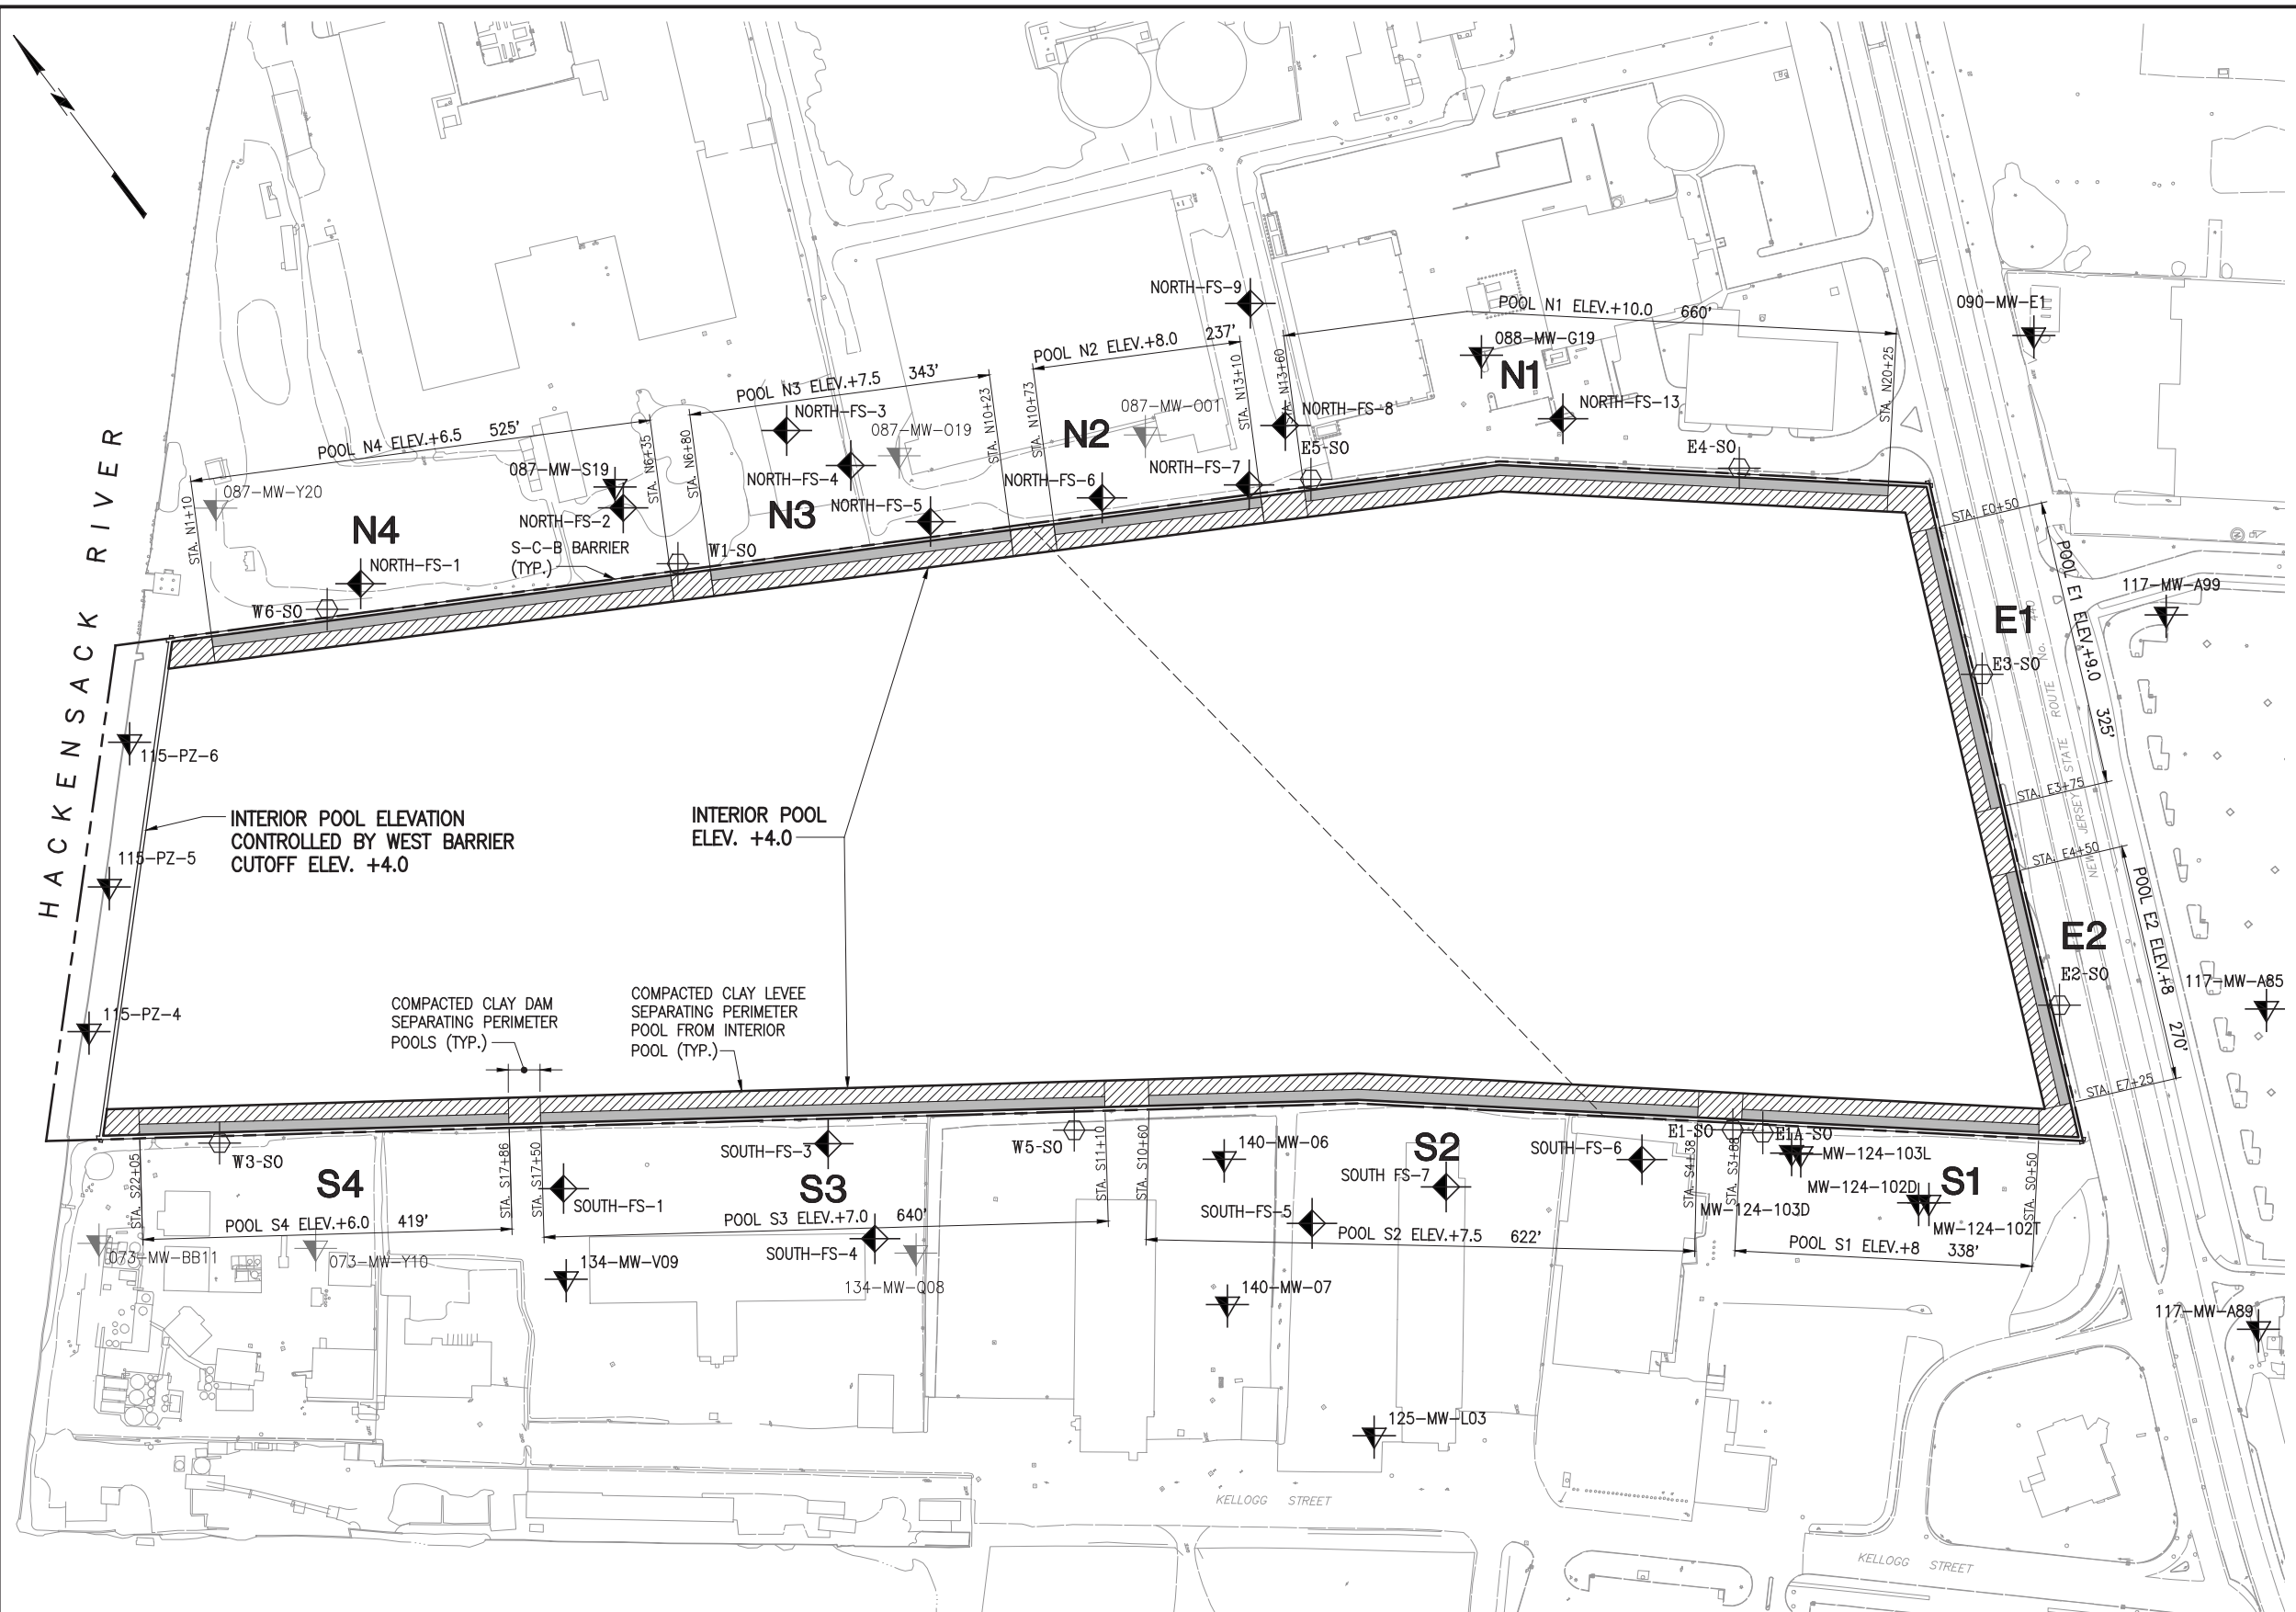 NORTH-FS-9
POOL N1 ELEV.+10.0 660'
090-MW-E1
POOL N2 ELEV.+8.0 237'
088-MW-G19
N1
POOL N3 ELEV.+7.5 343'
STA. N10+23
STA. N10+73
STA. N13+10
STA. N13+60
STA. N20+25
NORTH-FS-3
087-MW-O01
NORTH-FS-8
NORTH-FS-13
POOL N4 ELEV.+6.5 525'
087-MW-O19
N2
E5-SO
E4-SO
087-MW-S19
STA. N6+35
STA. N6+80
NORTH-FS-4
NORTH-FS-6
NORTH-FS-7
087-MW-Y20
STA. N1+10
NORTH-FS-2
N3
NORTH-FS-5
STA. E0+50
N4
S-C-B BARRIER
(TYP.)
W1-SO
NORTH-FS-1
W6-SO
POOL E1 ELEV.+9.0 325'
117-MW-A99
E1
E3-SO
HACKENSACK RIVER
NEW JERSEY STATE ROUTE No. 440
115-PZ-6
STA. E3+75
INTERIOR POOL ELEVATION
CONTROLLED BY WEST BARRIER
CUTOFF ELEV. +4.0
INTERIOR POOL
ELEV. +4.0
115-PZ-5
STA. E4+50
POOL E2 ELEV.+8 270'
E2
E2-SO
117-MW-A85
115-PZ-4
COMPACTED CLAY DAM
SEPARATING PERIMETER
POOLS (TYP.)
COMPACTED CLAY LEVEE
SEPARATING PERIMETER
POOL FROM INTERIOR
POOL (TYP.)
STA. E7+25
W3-SO
STA. S22+05
S4
STA. S17+86
STA. S17+50
SOUTH-FS-1
SOUTH-FS-3
S3
W5-SO
STA. S11+10
STA. S10+60
140-MW-06
S2
SOUTH FS-7
SOUTH-FS-6
E1-SO
E1A-SO
STA. S4+38
STA. S3+88
MW-124-103L
MW-124-102D
S1
STA. S0+50
MW-124-103D
MW-124-102T
POOL S4 ELEV.+6.0 419'
POOL S3 ELEV.+7.0 640'
SOUTH-FS-5
POOL S2 ELEV.+7.5 622'
POOL S1 ELEV.+8 338'
073-MW-BB11
073-MW-Y10
134-MW-V09
SOUTH-FS-4
134-MW-Q08
140-MW-07
117-MW-A89
125-MW-L03
KELLOGG STREET
KELLOGG STREET